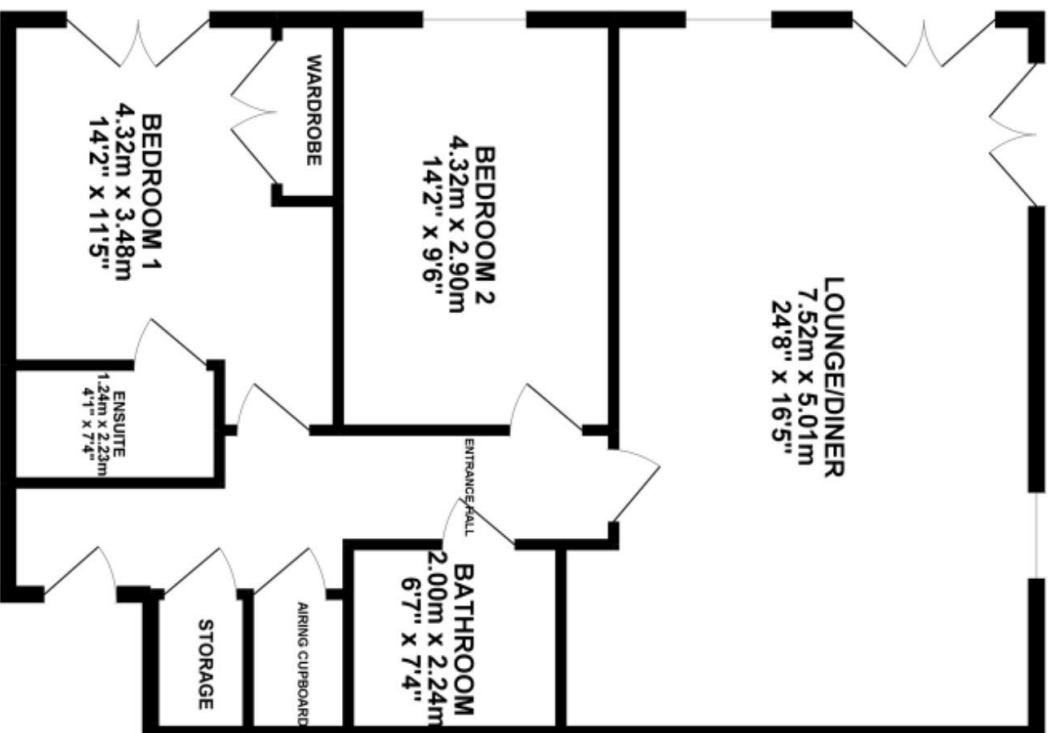 BEDROOM 1
4.32m x 3.48m
14'2" x 11'5"
WARDROBE
BEDROOM 2
4.32m x 2.90m
14'2" x 9'6"
LOUNGE/DINER
7.52m x 5.01m
24'8" x 16'5"
ENSUITE
1.24m x 2.23m
4'1" x 7'4"
ENTRANCE HALL
BATHROOM
2.00m x 2.24m
6'7" x 7'4"
AIRING CUPBOARD
STORAGE